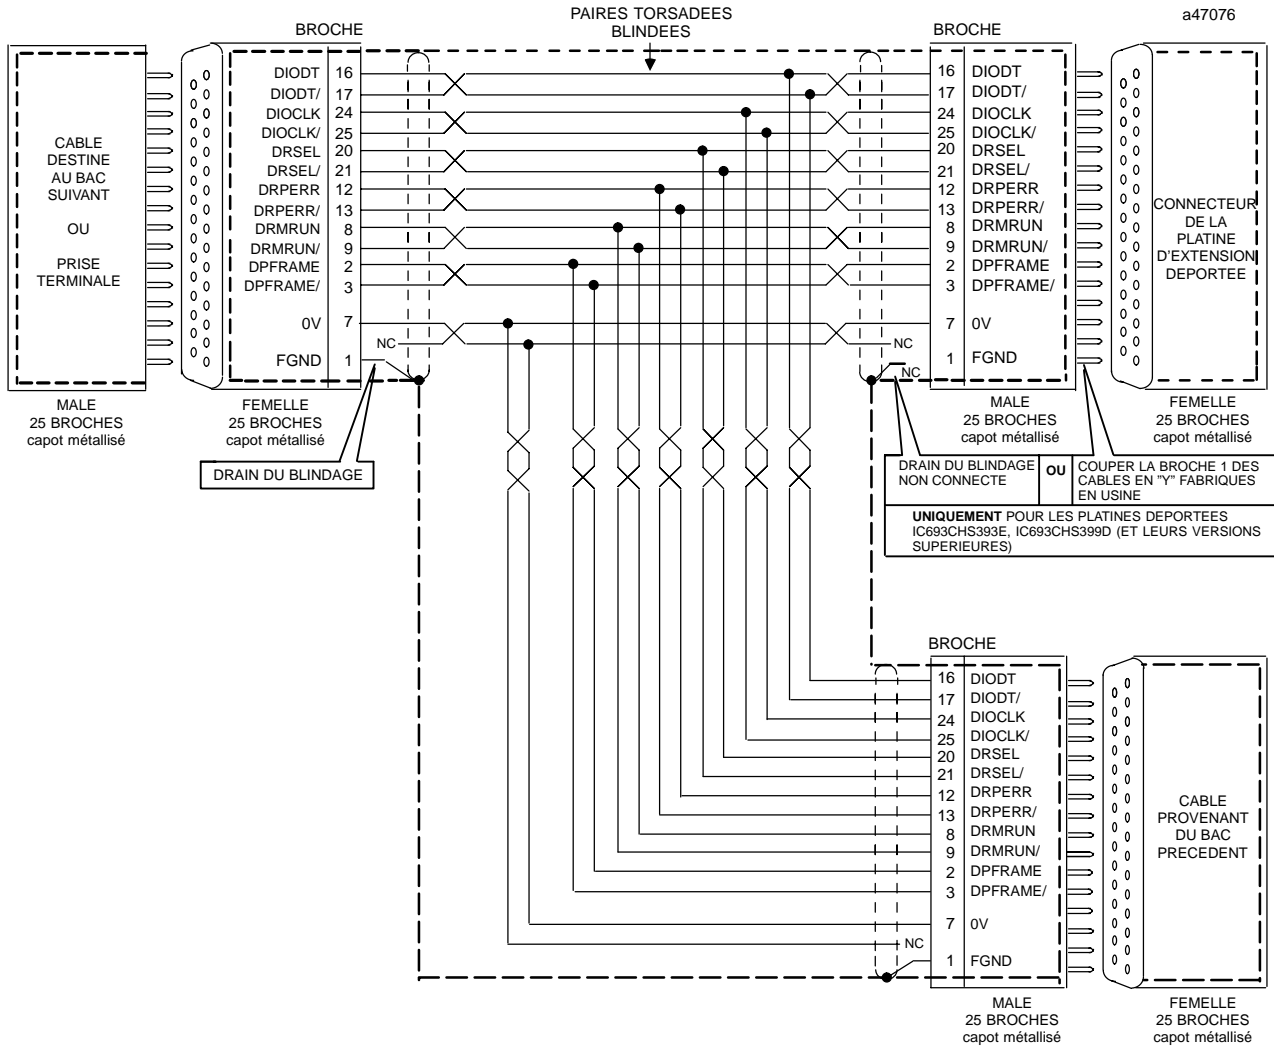 PAIRES TORSADEES
BLINDEES
a47076
BROCHE
BROCHE
CABLE
DESTINE
AU BAC
SUIVANT
OU
PRISE
TERMINALE
DIODT 16
DIODT/ 17
DIOCLK 24
DIOCLK/ 25
DRSEL 20
DRSEL/ 21
DRPERR 12
DRPERR/ 13
DRMRUN 8
DRMRUN/ 9
DPFRAME 2
DPFRAME/ 3
0V 7
NC
FGND 1
16 DIODT
17 DIODT/
24 DIOCLK
25 DIOCLK/
20 DRSEL
21 DRSEL/
12 DRPERR
13 DRPERR/
8 DRMRUN
9 DRMRUN/
2 DPFRAME
3 DPFRAME/
7 0V
NC
1 FGND
NC
CONNECTEUR
DE LA
PLATINE
D'EXTENSION
DEPORTEE
MALE
25 BROCHES
capot métallisé
FEMELLE
25 BROCHES
capot métallisé
MALE
25 BROCHES
capot métallisé
FEMELLE
25 BROCHES
capot métallisé
DRAIN DU BLINDAGE
DRAIN DU BLINDAGE
NON CONNECTE
OU
COUPER LA BROCHE 1 DES
CABLES EN "Y" FABRIQUES
EN USINE
UNIQUEMENT POUR LES PLATINES DEPORTEES
IC693CHS393E, IC693CHS399D (ET LEURS VERSIONS
SUPERIEURES)
BROCHE
16 DIODT
17 DIODT/
24 DIOCLK
25 DIOCLK/
20 DRSEL
21 DRSEL/
12 DRPERR
13 DRPERR/
8 DRMRUN
9 DRMRUN/
2 DPFRAME
3 DPFRAME/
7 0V
NC
1 FGND
CABLE
PROVENANT
DU BAC
PRECEDENT
MALE
25 BROCHES
capot métallisé
FEMELLE
25 BROCHES
capot métallisé